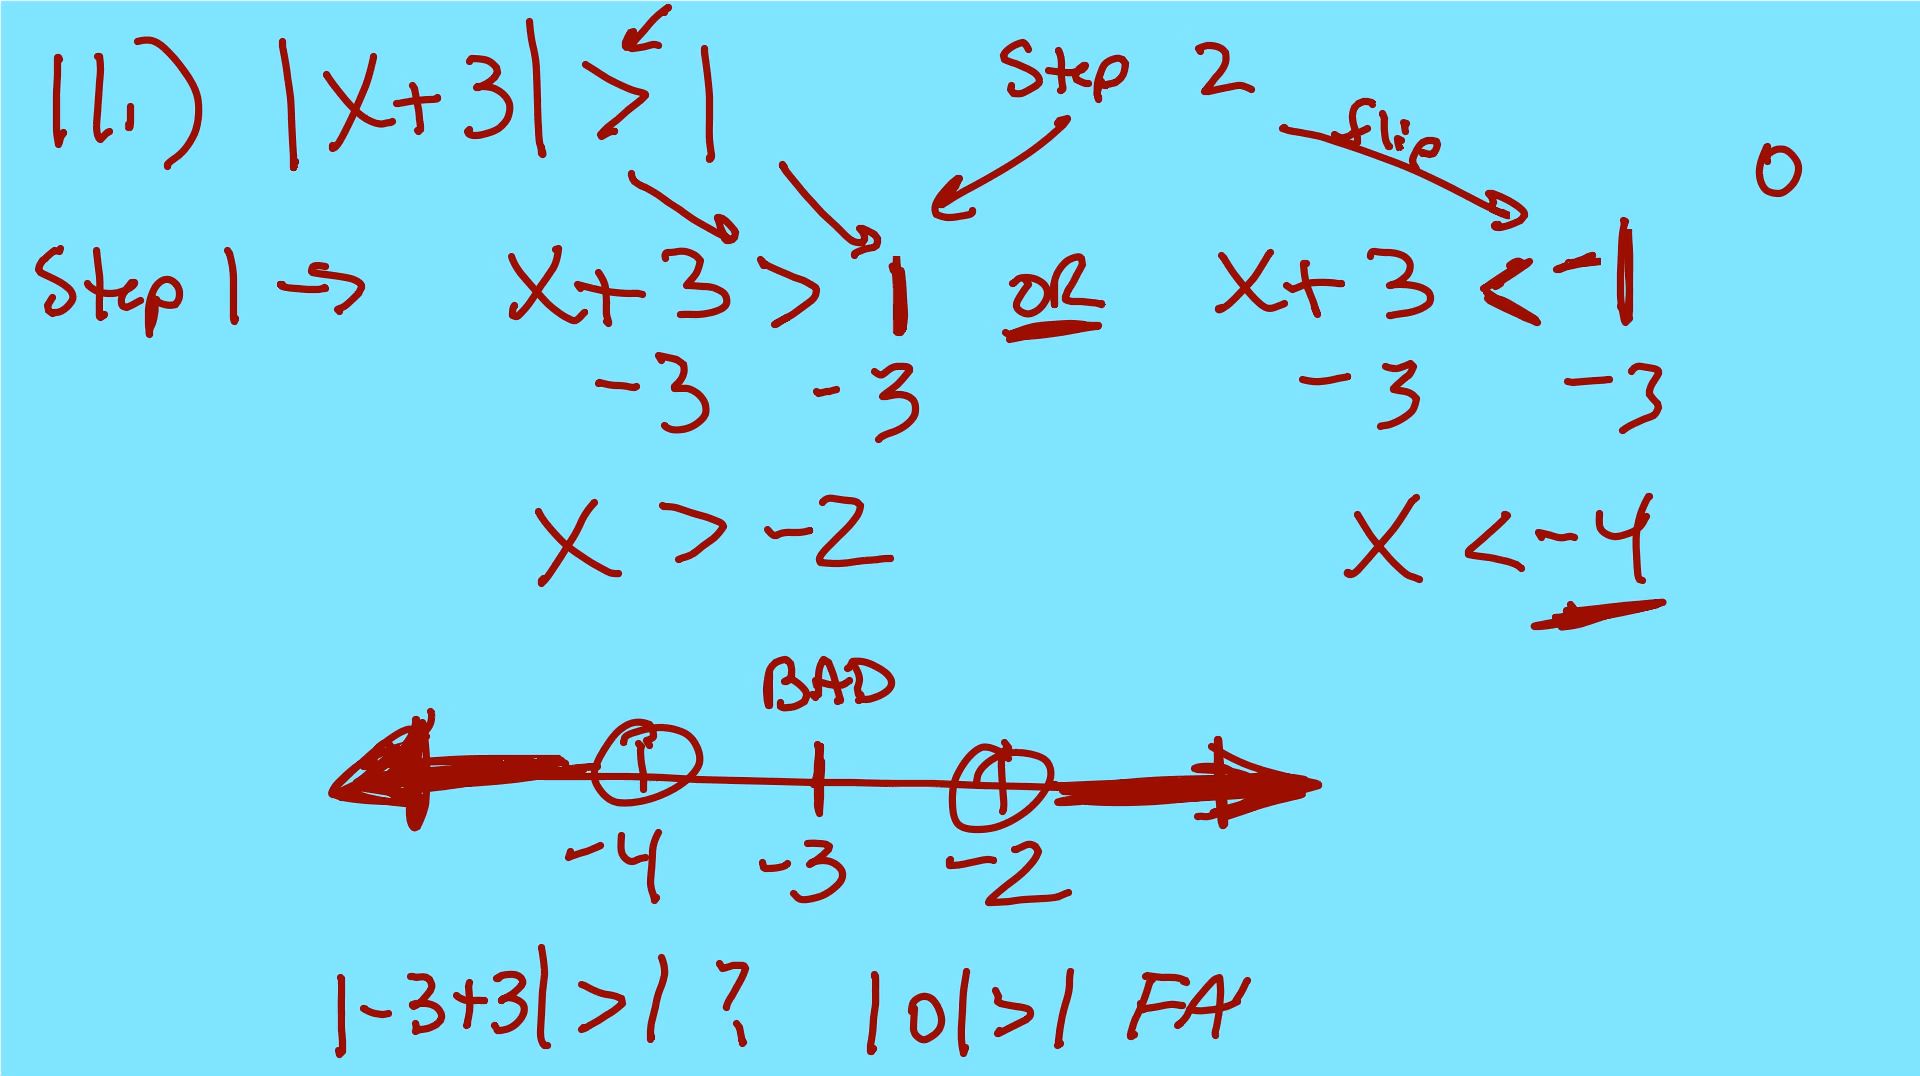 11.) |x+3| > 1
Step 2
flip
0
Step 1 → x+3 > 1 OR x+3 < -1
-3 -3 -3 -3
x > -2 x < -4
BAD
-4 -3 -2
|-3+3| > 1 ? |0| > 1 FA